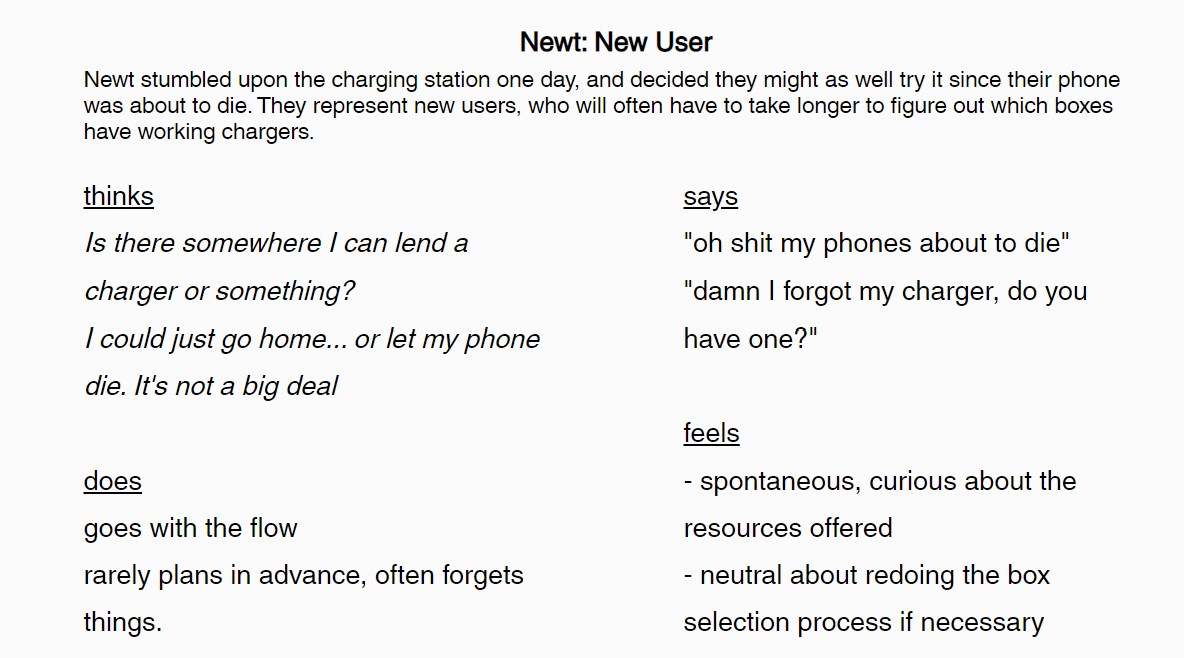 Newt: New User
Newt stumbled upon the charging station one day, and decided they might as well try it since their phone
was about to die. They represent new users, who will often have to take longer to figure out which boxes
have working chargers.
thinks
Is there somewhere I can lend a
charger or something?
I could just go home... or let my phone
die. It's not a big deal
does
goes with the flow
rarely plans in advance, often forgets
things.
says
"oh shit my phones about to die"
"damn I forgot my charger, do you
have one?"
feels
- spontaneous, curious about the
resources offered
- neutral about redoing the box
selection process if necessary